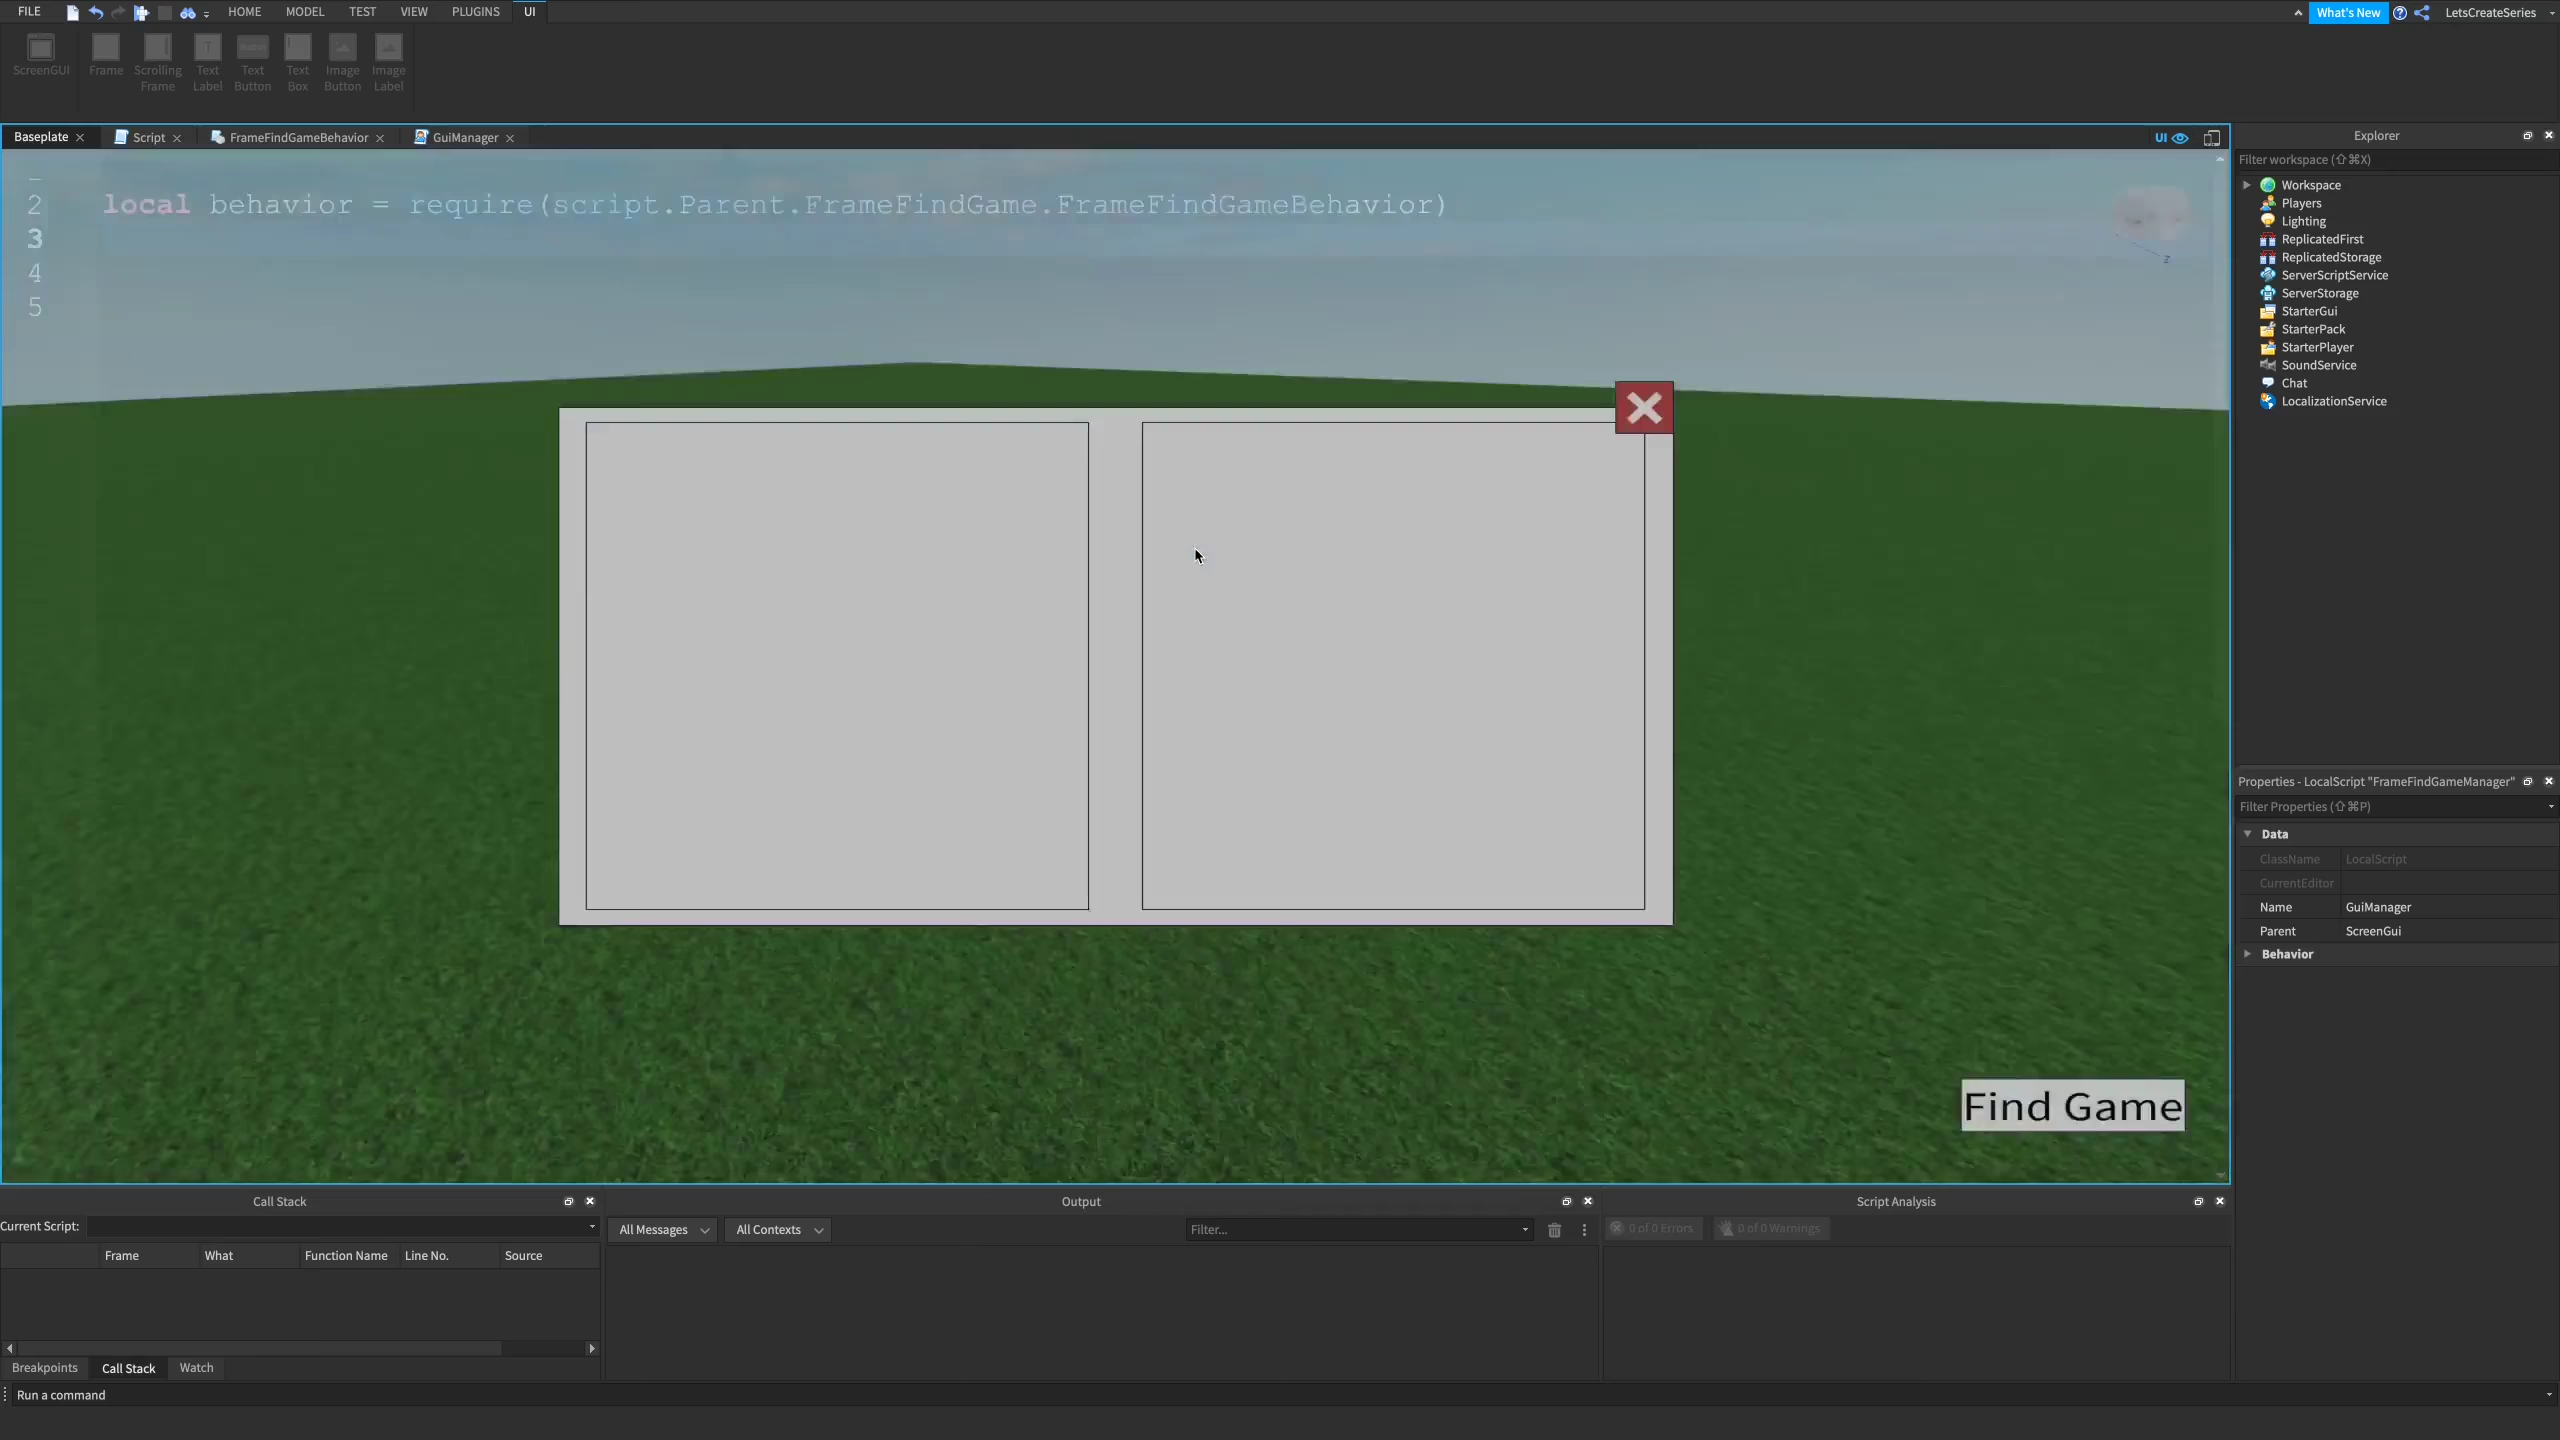 FILE HOME MODEL TEST VIEW PLUGINS UI What's New LetsCreateSeries
ScreenGUI
Frame
Scrolling Frame
Text Label
Text Button
Text Box
Image Button
Image Label
Baseplate Script FrameFindGameBehavior GuiManager UI
2 local behavior = require(script.Parent.FrameFindGame.FrameFindGameBehavior)
3
4
5
z
Find Game
Explorer
Filter workspace (⇧⌘X)
Workspace
Players
Lighting
ReplicatedFirst
ReplicatedStorage
ServerScriptService
ServerStorage
StarterGui
StarterPack
StarterPlayer
SoundService
Chat
LocalizationService
Properties - LocalScript "FrameFindGameManager"
Filter Properties (⇧⌘P)
Data
ClassName LocalScript
CurrentEditor
Name GuiManager
Parent ScreenGui
Behavior
Call Stack
Current Script:
Frame What Function Name Line No. Source
Breakpoints Call Stack Watch
Output
All Messages All Contexts Filter...
Script Analysis
0 of 0 Errors 0 of 0 Warnings
Run a command